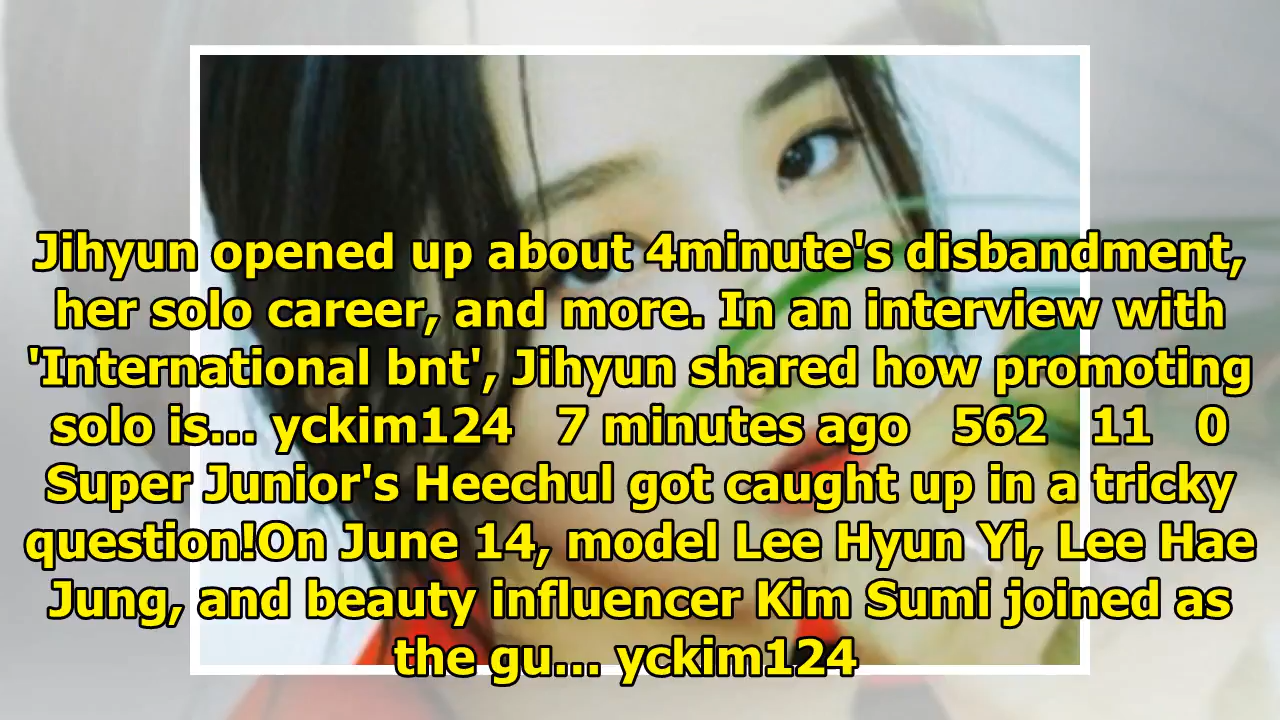 Jihyun opened up about 4minute's disbandment,
her solo career, and more. In an interview with
'International bnt', Jihyun shared how promoting
solo is... yckim124   7 minutes ago   562   11   0
Super Junior's Heechul got caught up in a tricky
question!On June 14, model Lee Hyun Yi, Lee Hae
Jung, and beauty influencer Kim Sumi joined as
the gu... yckim124